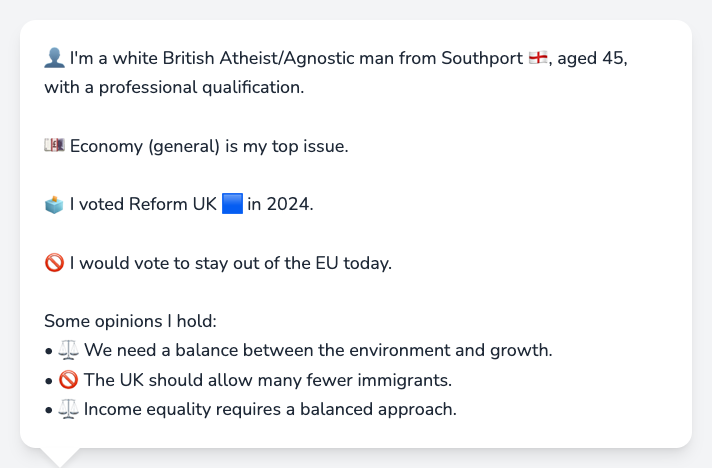 👤 I'm a white British Atheist/Agnostic man from Southport 🏴󠁧󠁢󠁥󠁮󠁧󠁿, aged 45,
with a professional qualification.
💷 Economy (general) is my top issue.
🗳️ I voted Reform UK 🟦 in 2024.
🚫 I would vote to stay out of the EU today.
Some opinions I hold:
• ⚖️ We need a balance between the environment and growth.
• 🚫 The UK should allow many fewer immigrants.
• ⚖️ Income equality requires a balanced approach.